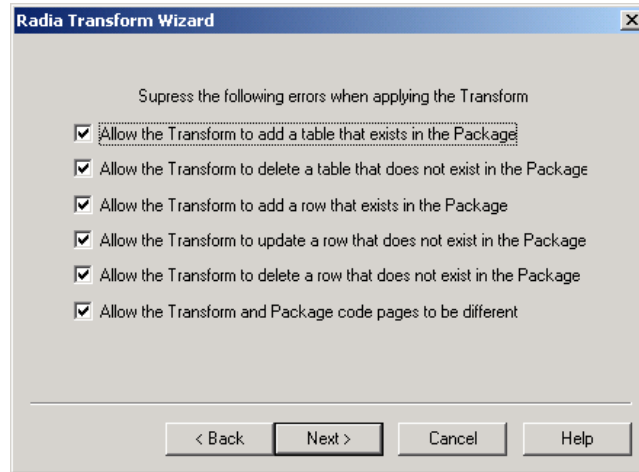 Radia Transform Wizard
Supress the following errors when applying the Transform
Allow the Transform to add a table that exists in the Package
Allow the Transform to delete a table that does not exist in the Package
Allow the Transform to add a row that exists in the Package
Allow the Transform to update a row that does not exist in the Package
Allow the Transform to delete a row that does not exist in the Package
Allow the Transform and Package code pages to be different
< Back Next > Cancel Help